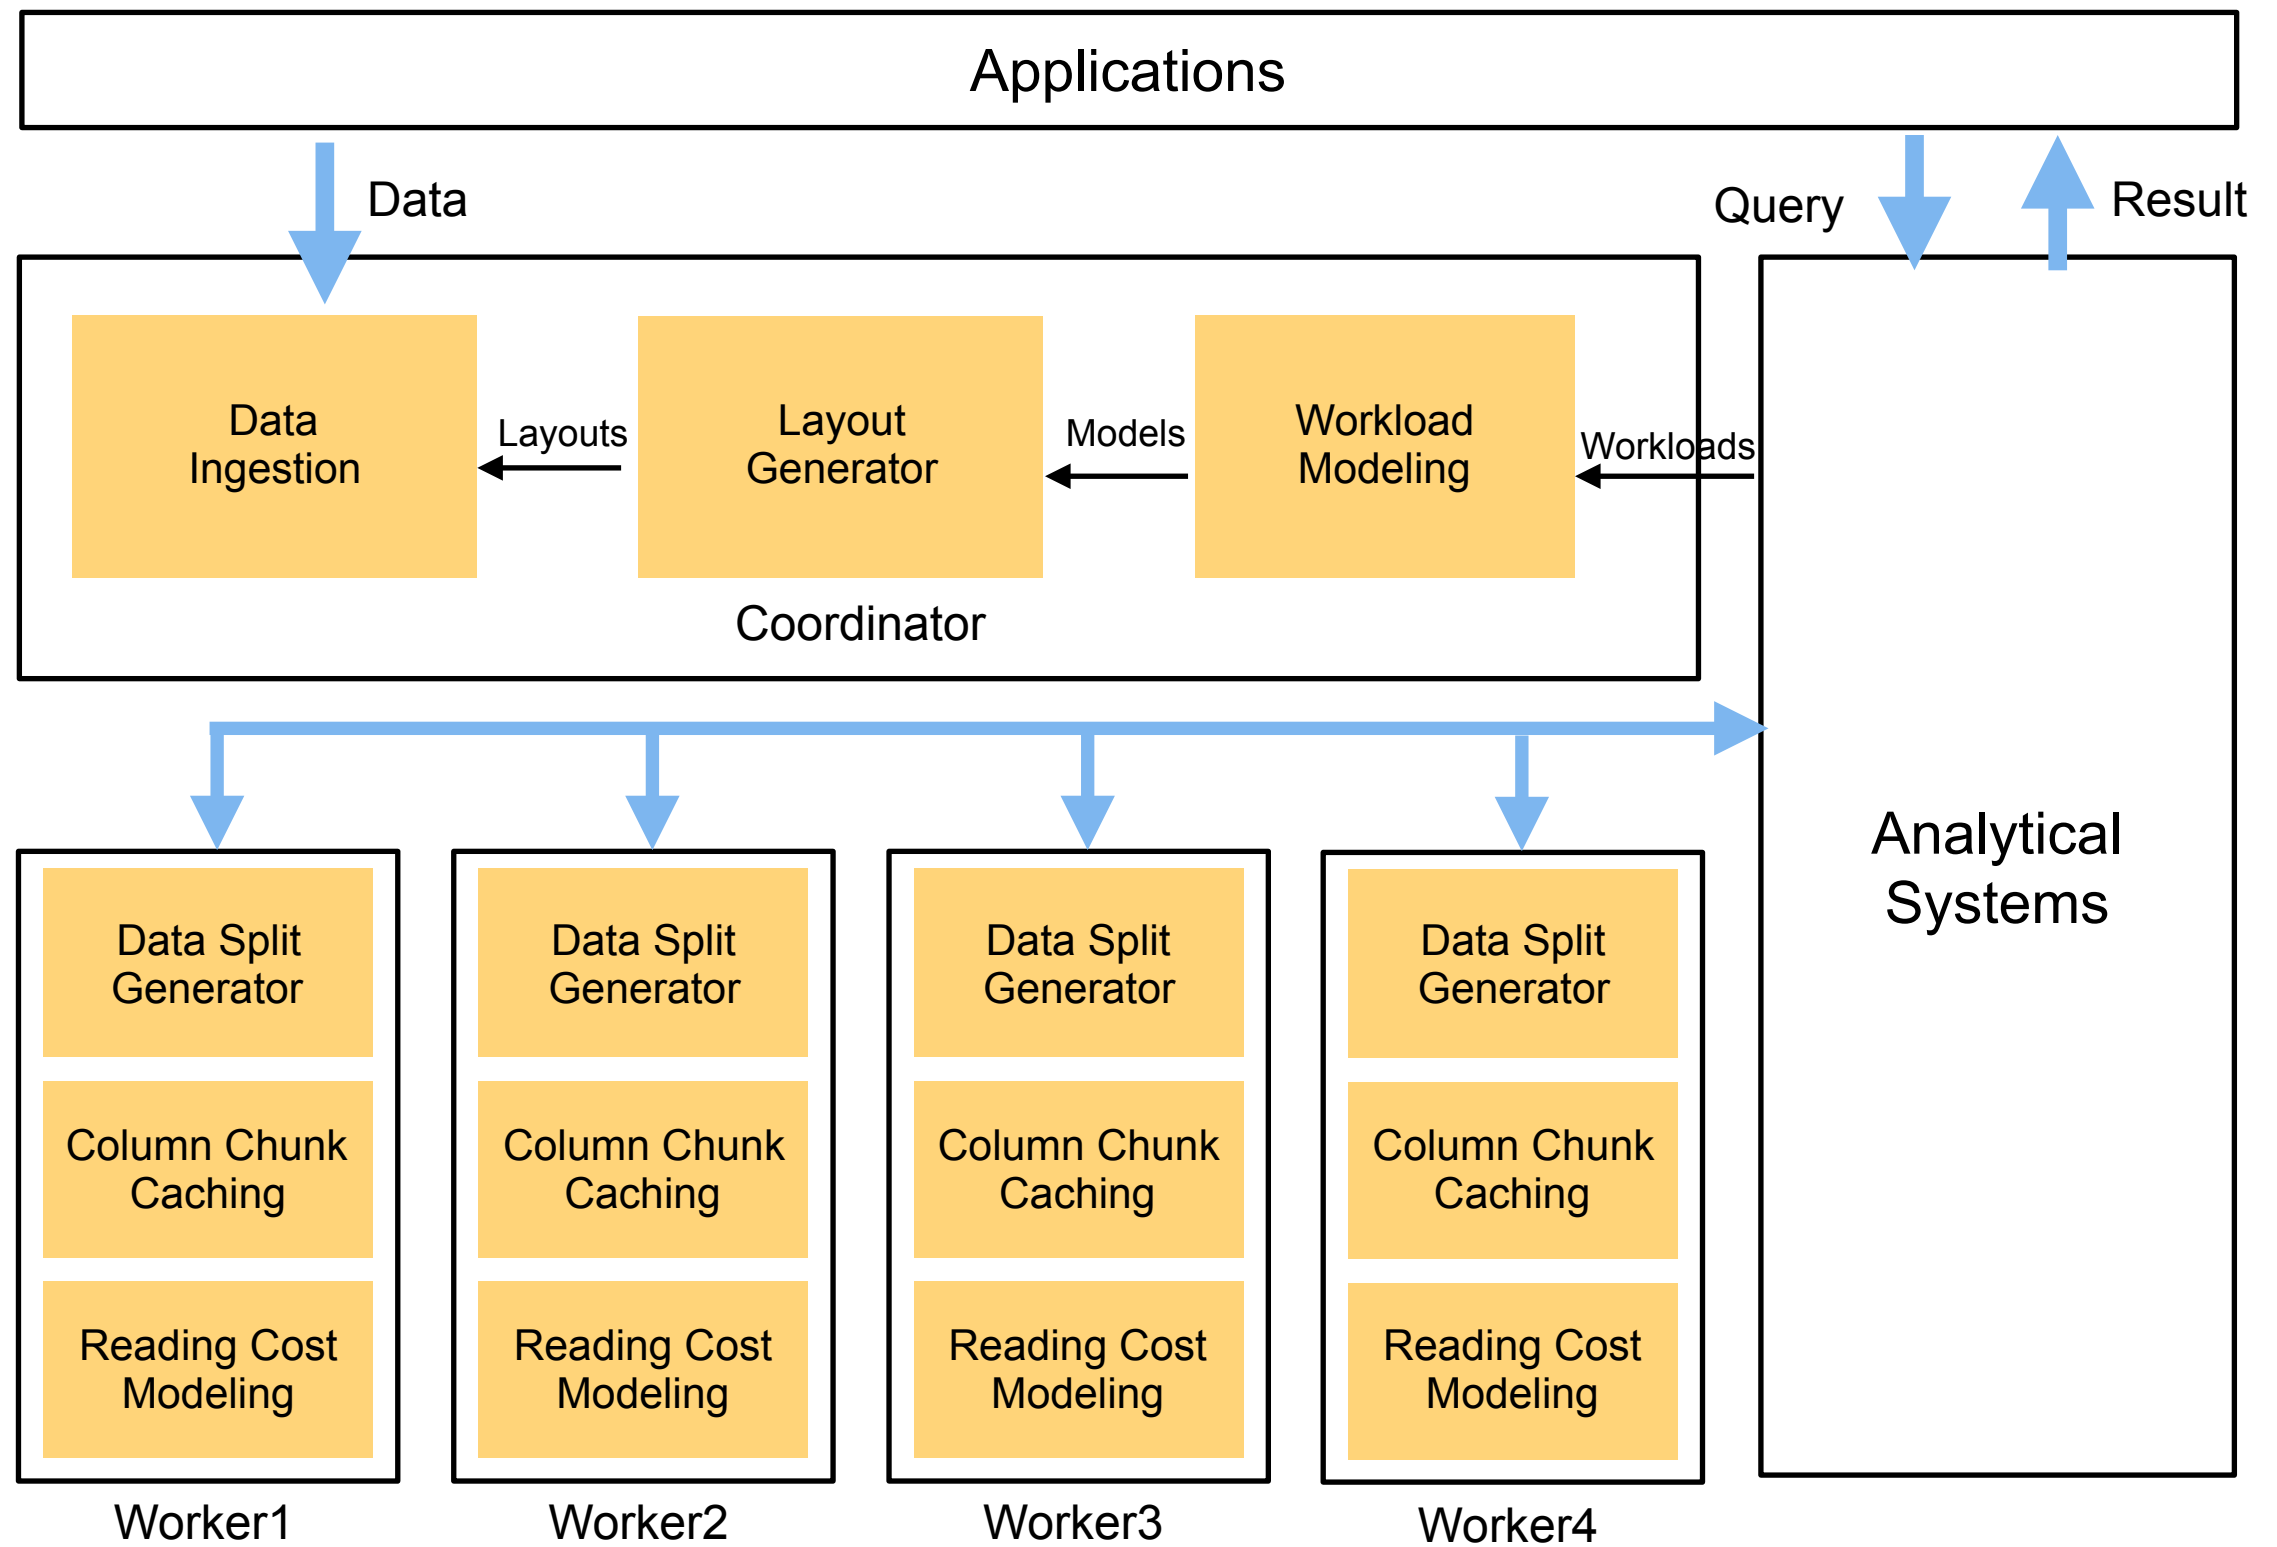 Applications
Data
Query
Result
Data
Ingestion
Layouts
Layout
Generator
Models
Workload
Modeling
Workloads
Coordinator
Analytical
Systems
Data Split
Generator
Column Chunk
Caching
Reading Cost
Modeling
Worker1
Data Split
Generator
Column Chunk
Caching
Reading Cost
Modeling
Worker2
Data Split
Generator
Column Chunk
Caching
Reading Cost
Modeling
Worker3
Data Split
Generator
Column Chunk
Caching
Reading Cost
Modeling
Worker4